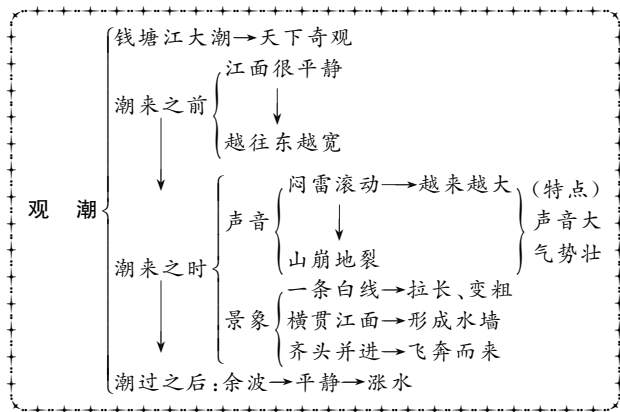 观 潮
钱塘江大潮→天下奇观
潮来之前
江面很平静
↓
越往东越宽
↓
潮来之时
声音
闷雷滚动→越来越大
↓
山崩地裂
(特点)
声音大
气势壮
景象
一条白线→拉长、变粗
横贯江面→形成水墙
齐头并进→飞奔而来
↓
潮过之后:余波→平静→涨水